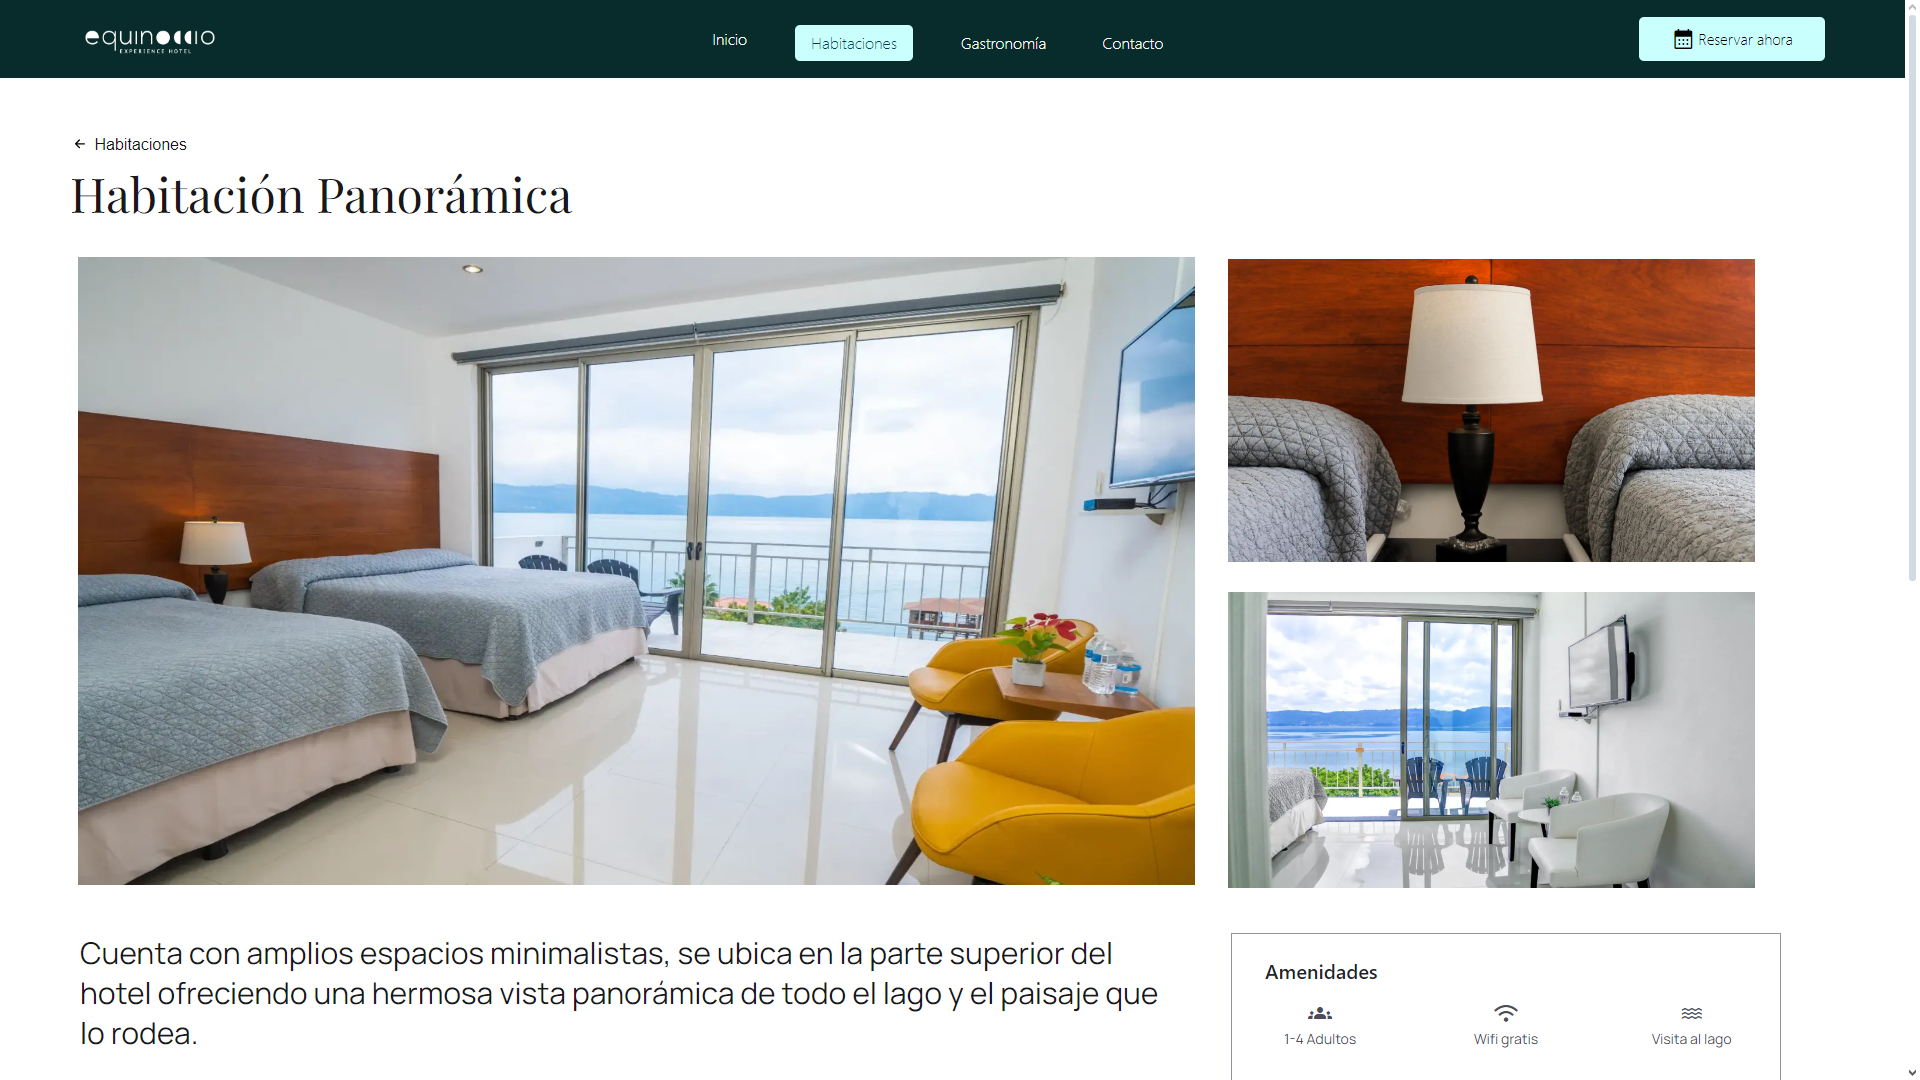 equinoccio
EXPERIENCE HOTEL
Inicio
Habitaciones
Gastronomía
Contacto
Reservar ahora
Habitaciones
Habitación Panorámica
Cuenta con amplios espacios minimalistas, se ubica en la parte superior del
hotel ofreciendo una hermosa vista panorámica de todo el lago y el paisaje que
lo rodea.
Amenidades
1-4 Adultos
Wifi gratis
Visita al lago